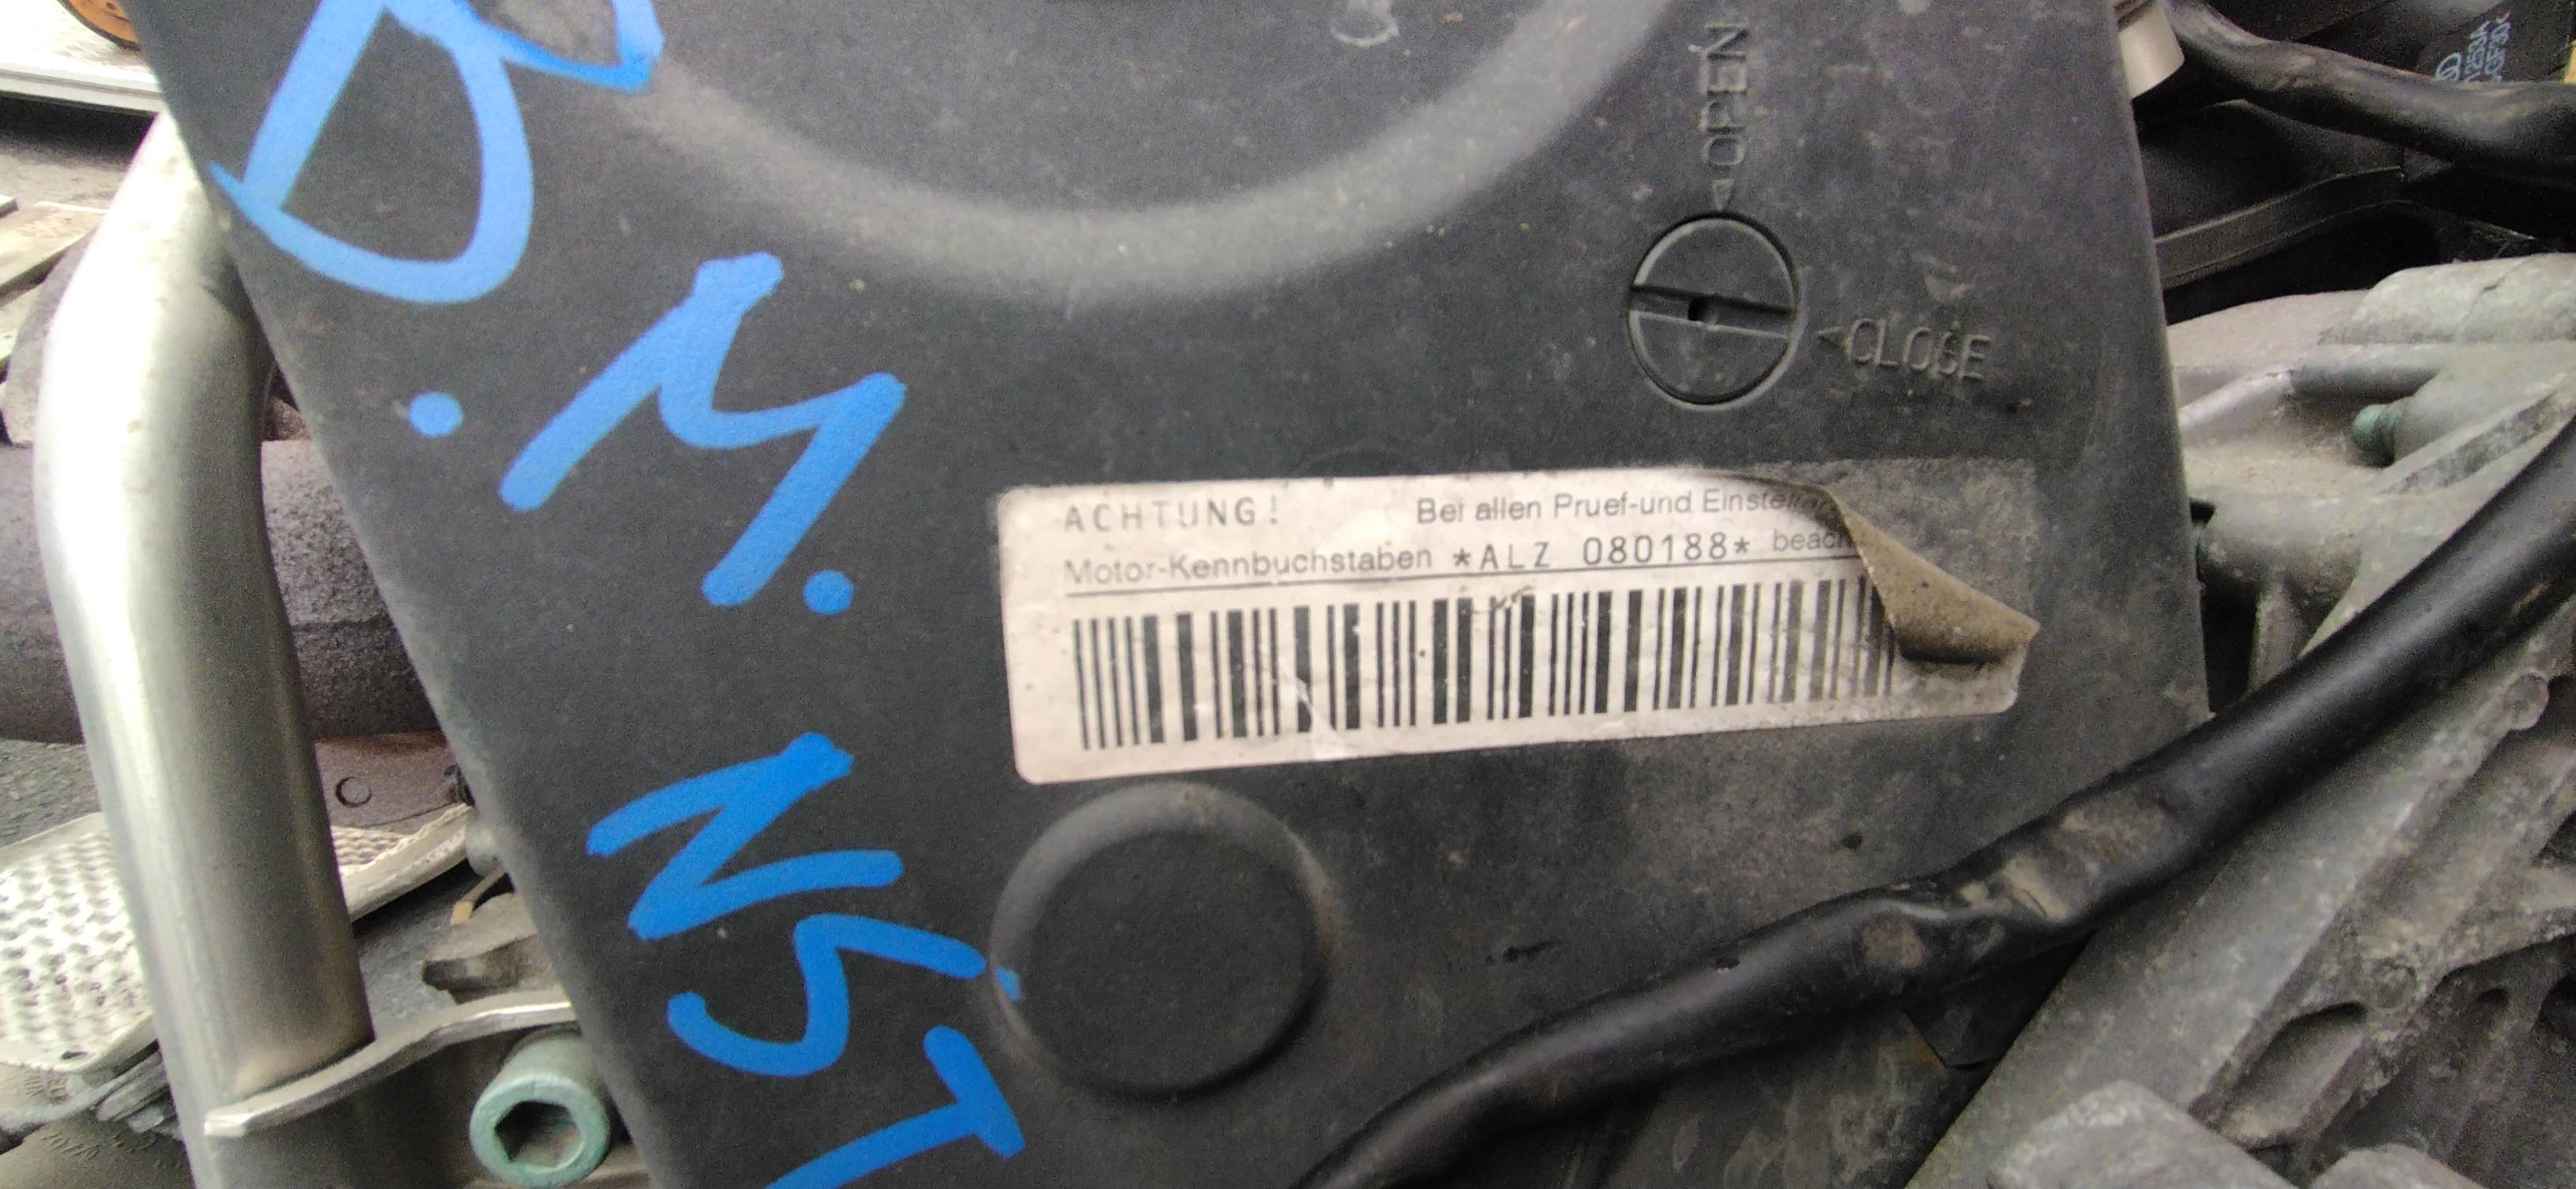 D.
M.
NST
OPEN
CLOSE
ACHTUNG! Bei allen Pruef-und
Motor-Kennbuchstaben *ALZ 080188*